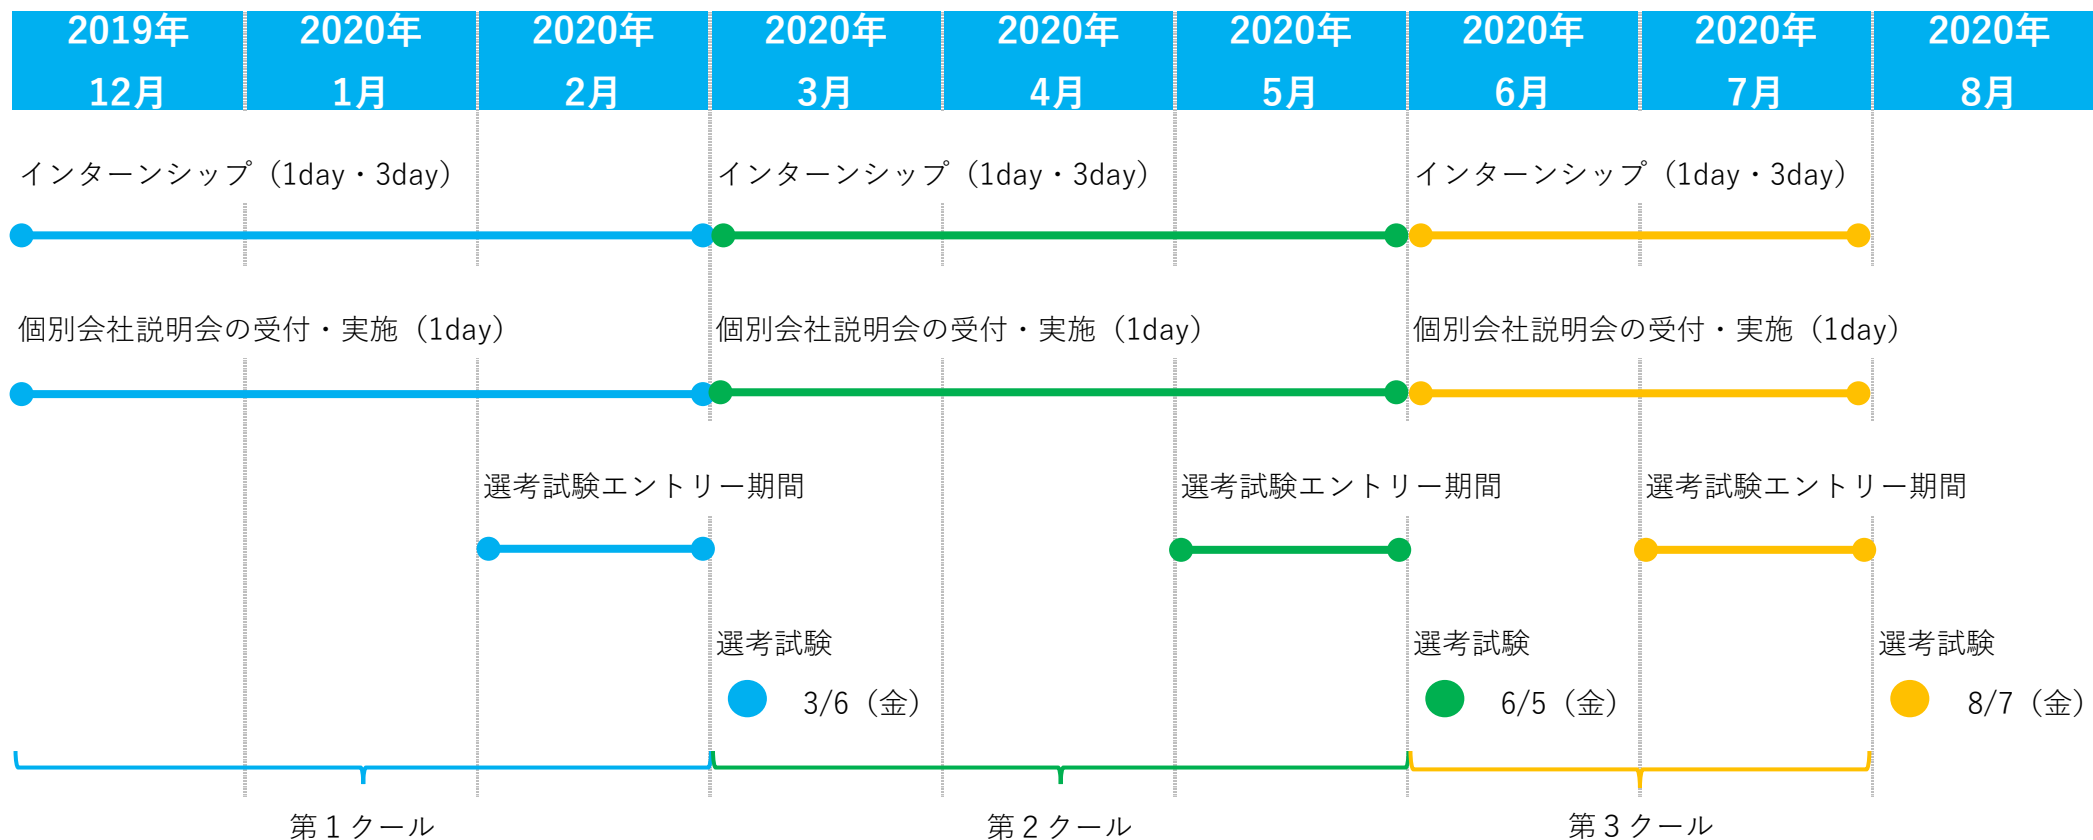 2019年 2020年 2020年 2020年 2020年 2020年 2020年 2020年 2020年
12月 1月 2月 3月 4月 5月 6月 7月 8月
インターンシップ（1day・3day） インターンシップ（1day・3day） インターンシップ（1day・3day）
個別会社説明会の受付・実施（1day） 個別会社説明会の受付・実施（1day） 個別会社説明会の受付・実施（1day）
選考試験エントリー期間 選考試験エントリー期間 選考試験エントリー期間
選考試験 選考試験 選考試験
3/6（金） 6/5（金） 8/7（金）
第１クール 第２クール 第３クール